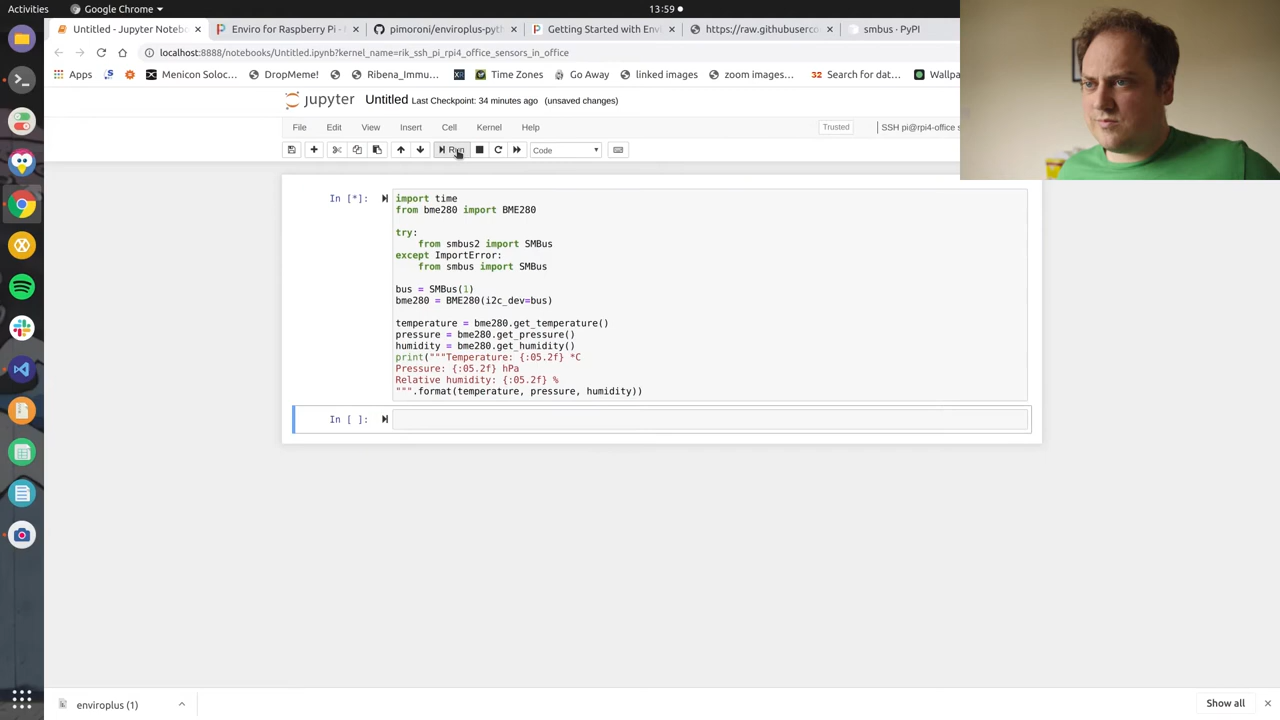 Activities
Google Chrome
13:59
Untitled - Jupyter Notebo
Enviro for Raspberry Pi -
pimoroni/enviroplus-pyth
Getting Started with Env
https://raw.githubuserco
smbus · PyPI
localhost:8888/notebooks/Untitled.ipynb?kernel_name=rik_ssh_pi_rpi4_office_sensors_in_office
Apps
Menicon Soloc...
DropMeme!
Ribena_Immu...
Time Zones
Go Away
linked images
zoom images...
32 Search for dat...
Wallpa
jupyter Untitled Last Checkpoint: 34 minutes ago (unsaved changes)
File Edit View Insert Cell Kernel Help
Trusted
SSH pi@rpi4-office s
Run
Code
In [*]:
import time
from bme280 import BME280
try:
    from smbus2 import SMBus
except ImportError:
    from smbus import SMBus
bus = SMBus(1)
bme280 = BME280(i2c_dev=bus)
temperature = bme280.get_temperature()
pressure = bme280.get_pressure()
humidity = bme280.get_humidity()
print("""Temperature: {:05.2f} *C
Pressure: {:05.2f} hPa
Relative humidity: {:05.2f} %
""".format(temperature, pressure, humidity))
In [ ]:
enviroplus (1)
Show all